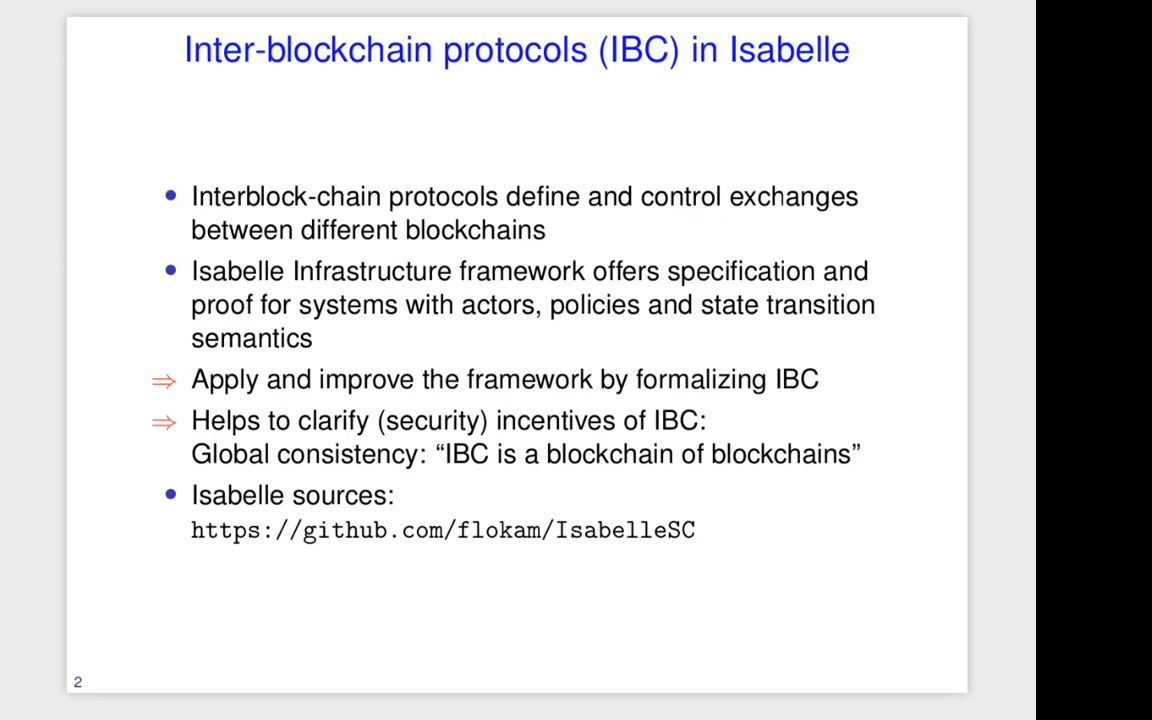 Inter-blockchain protocols (IBC) in Isabelle
• Interblock-chain protocols define and control exchanges
between different blockchains
• Isabelle Infrastructure framework offers specification and
proof for systems with actors, policies and state transition
semantics
⇒ Apply and improve the framework by formalizing IBC
⇒ Helps to clarify (security) incentives of IBC:
Global consistency: “IBC is a blockchain of blockchains”
• Isabelle sources:
https://github.com/flokam/IsabelleSC
2